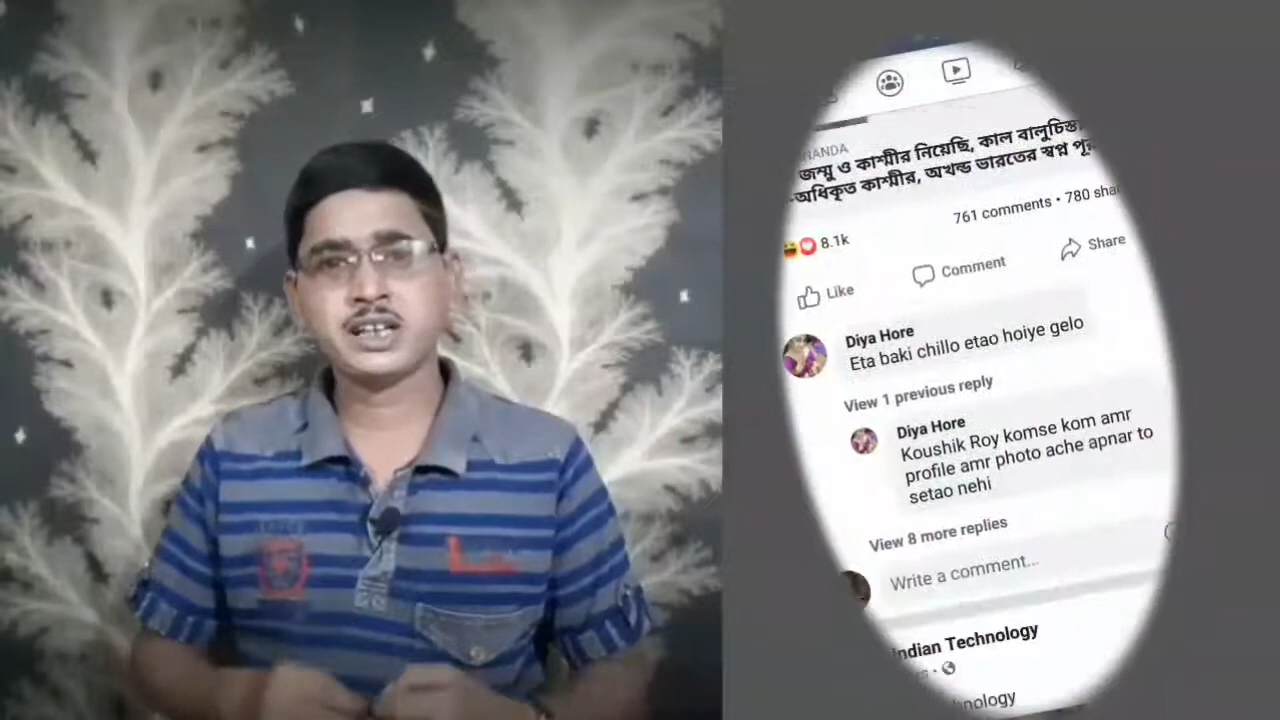 NANDA
জম্মু ও কাশ্মীর নিয়েছি, কাল বালুচিস্ত
-অধিকৃত কাশ্মীর, অখন্ড ভারতের স্বপ্ন পূ
8.1k
761 comments • 780 sha
Like
Comment
Share
Diya Hore
Eta baki chillo etao hoiye gelo
View 1 previous reply
Diya Hore
Koushik Roy komse kom amr
profile amr photo ache apnar to
setao nehi
View 8 more replies
Write a comment...
Indian Technology
hnology